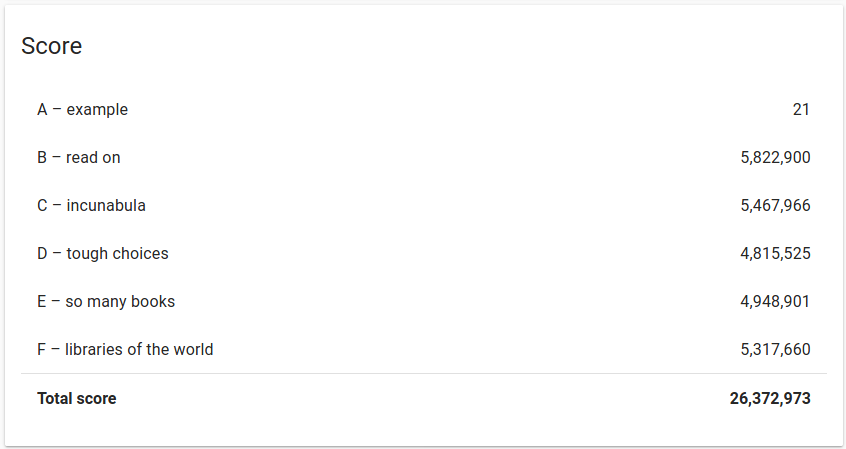 Score
A – example 21
B – read on 5,822,900
C – incunabula 5,467,966
D – tough choices 4,815,525
E – so many books 4,948,901
F – libraries of the world 5,317,660
Total score 26,372,973